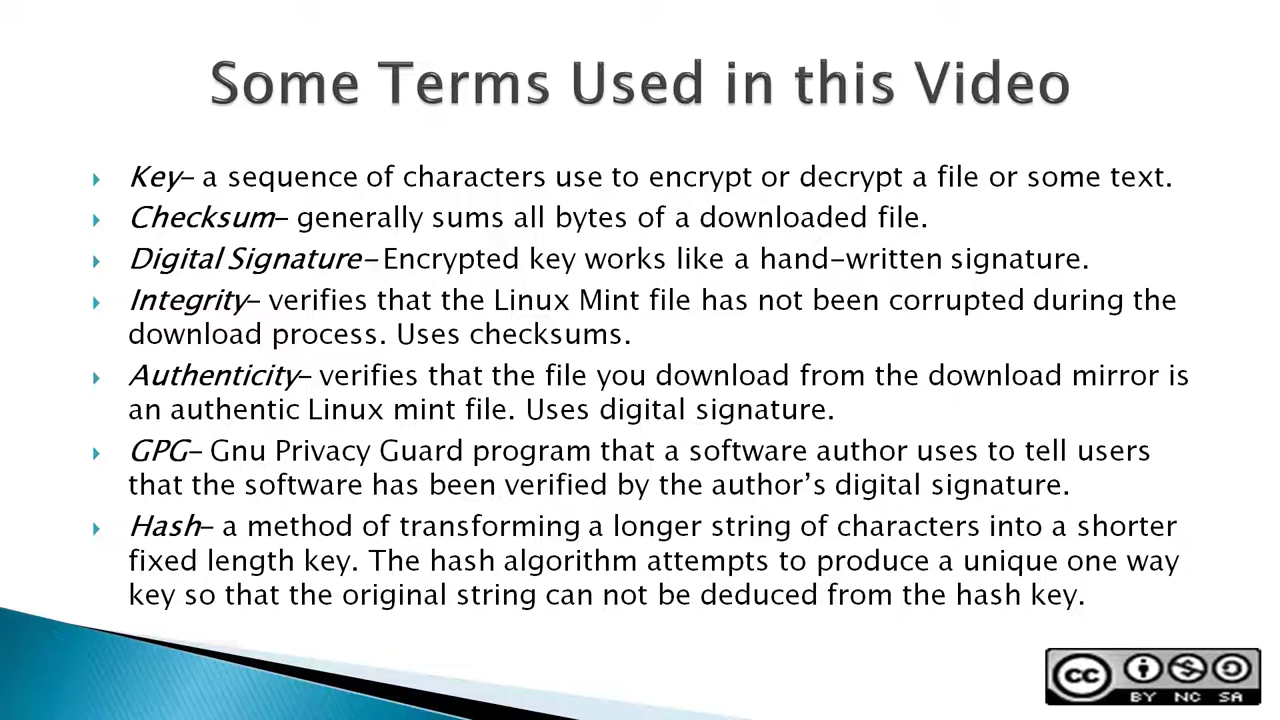 Some Terms Used in this Video
Key– a sequence of characters use to encrypt or decrypt a file or some text.
Checksum– generally sums all bytes of a downloaded file.
Digital Signature– Encrypted key works like a hand-written signature.
Integrity– verifies that the Linux Mint file has not been corrupted during the
download process. Uses checksums.
Authenticity– verifies that the file you download from the download mirror is
an authentic Linux mint file. Uses digital signature.
GPG– Gnu Privacy Guard program that a software author uses to tell users
that the software has been verified by the author’s digital signature.
Hash– a method of transforming a longer string of characters into a shorter
fixed length key. The hash algorithm attempts to produce a unique one way
key so that the original string can not be deduced from the hash key.
cc
BY NC SA